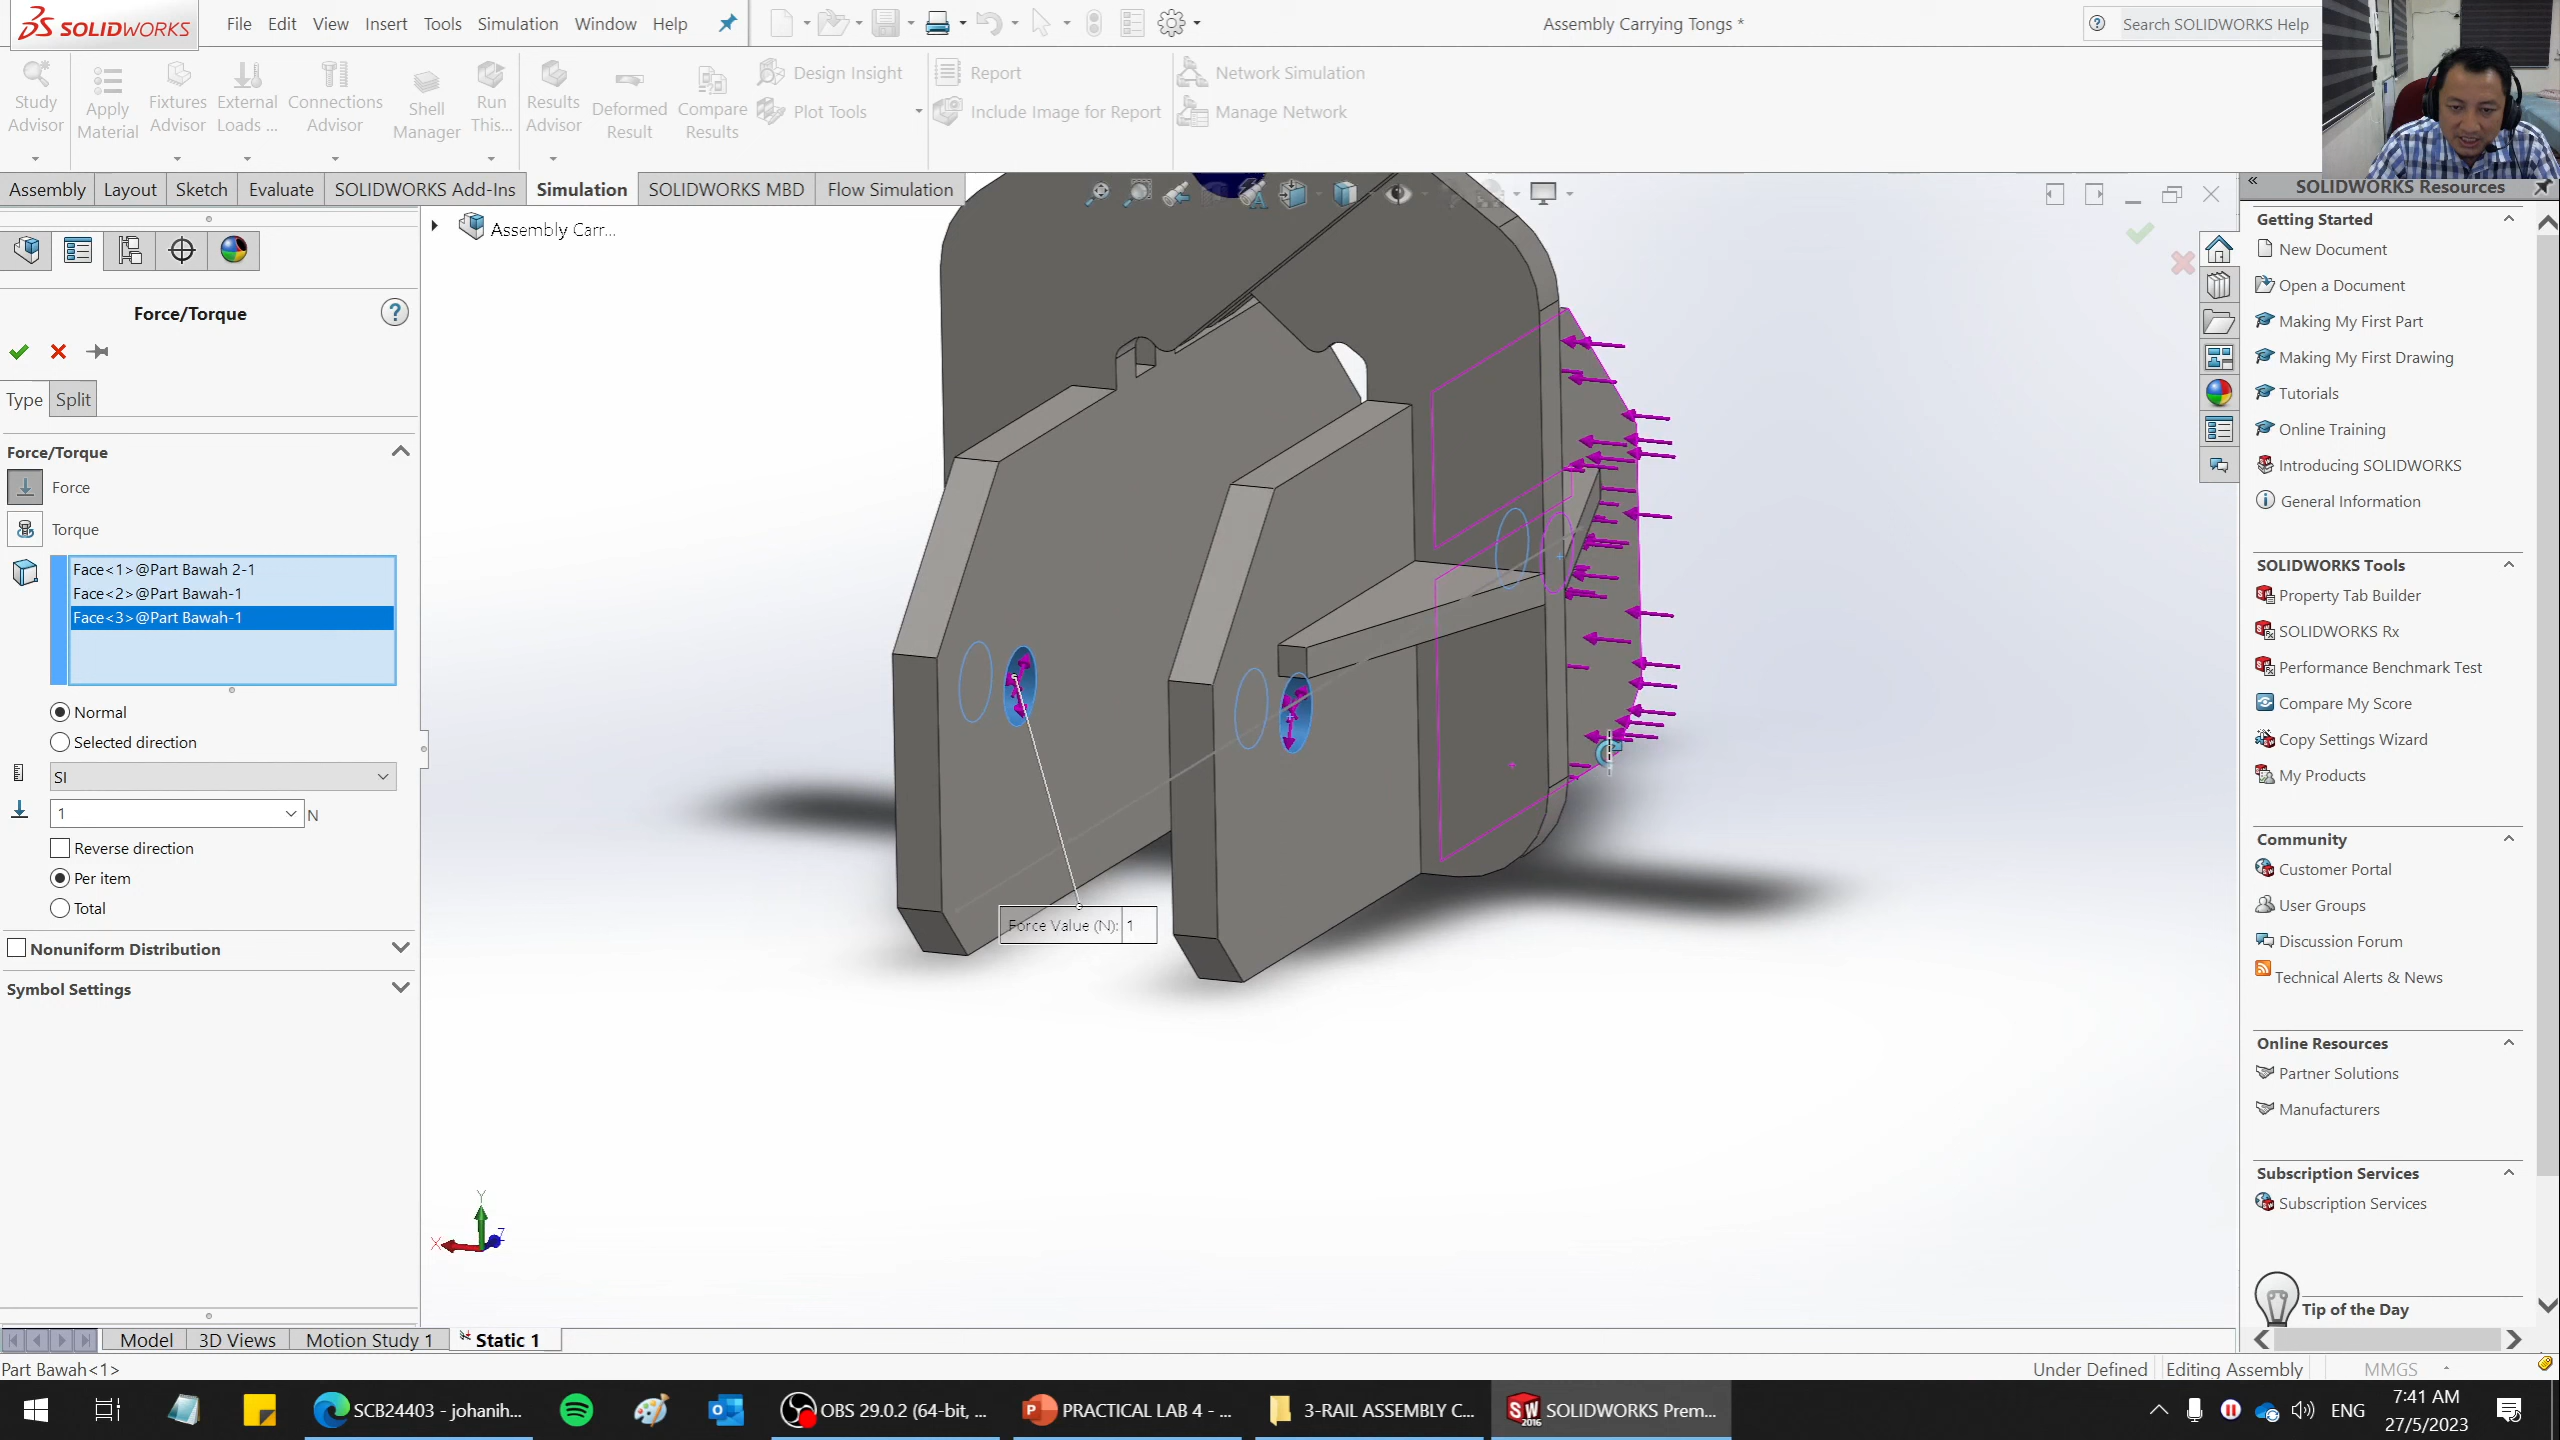 SOLIDWORKS
File Edit View Insert Tools Simulation Window Help
Assembly Carrying Tongs *
Search SOLIDWORKS Help
Study Advisor
Apply Material
Fixtures Advisor
External Loads ...
Connections Advisor
Shell Manager
Run This...
Results Advisor
Deformed Result
Compare Results
Design Insight
Plot Tools
Report
Include Image for Report
Network Simulation
Manage Network
Assembly Layout Sketch Evaluate SOLIDWORKS Add-Ins Simulation SOLIDWORKS MBD Flow Simulation
Assembly Carr...
Force/Torque
?
Type Split
Force/Torque
Force
Torque
Face<1>@Part Bawah 2-1
Face<2>@Part Bawah-1
Face<3>@Part Bawah-1
Normal
Selected direction
SI
1 N
Reverse direction
Per item
Total
Nonuniform Distribution
Symbol Settings
Force Value (N): 1
Y
X
Z
SOLIDWORKS Resources
Getting Started
New Document
Open a Document
Making My First Part
Making My First Drawing
Tutorials
Online Training
Introducing SOLIDWORKS
General Information
SOLIDWORKS Tools
Property Tab Builder
SOLIDWORKS Rx
Performance Benchmark Test
Compare My Score
Copy Settings Wizard
My Products
Community
Customer Portal
User Groups
Discussion Forum
Technical Alerts & News
Online Resources
Partner Solutions
Manufacturers
Subscription Services
Subscription Services
Tip of the Day
Model 3D Views Motion Study 1 Static 1
Part Bawah<1>
Under Defined Editing Assembly MMGS
SCB24403 - johanih...
OBS 29.0.2 (64-bit, ...
PRACTICAL LAB 4 - ...
3-RAIL ASSEMBLY C...
SW 2016
SOLIDWORKS Prem...
ENG
7:41 AM
27/5/2023